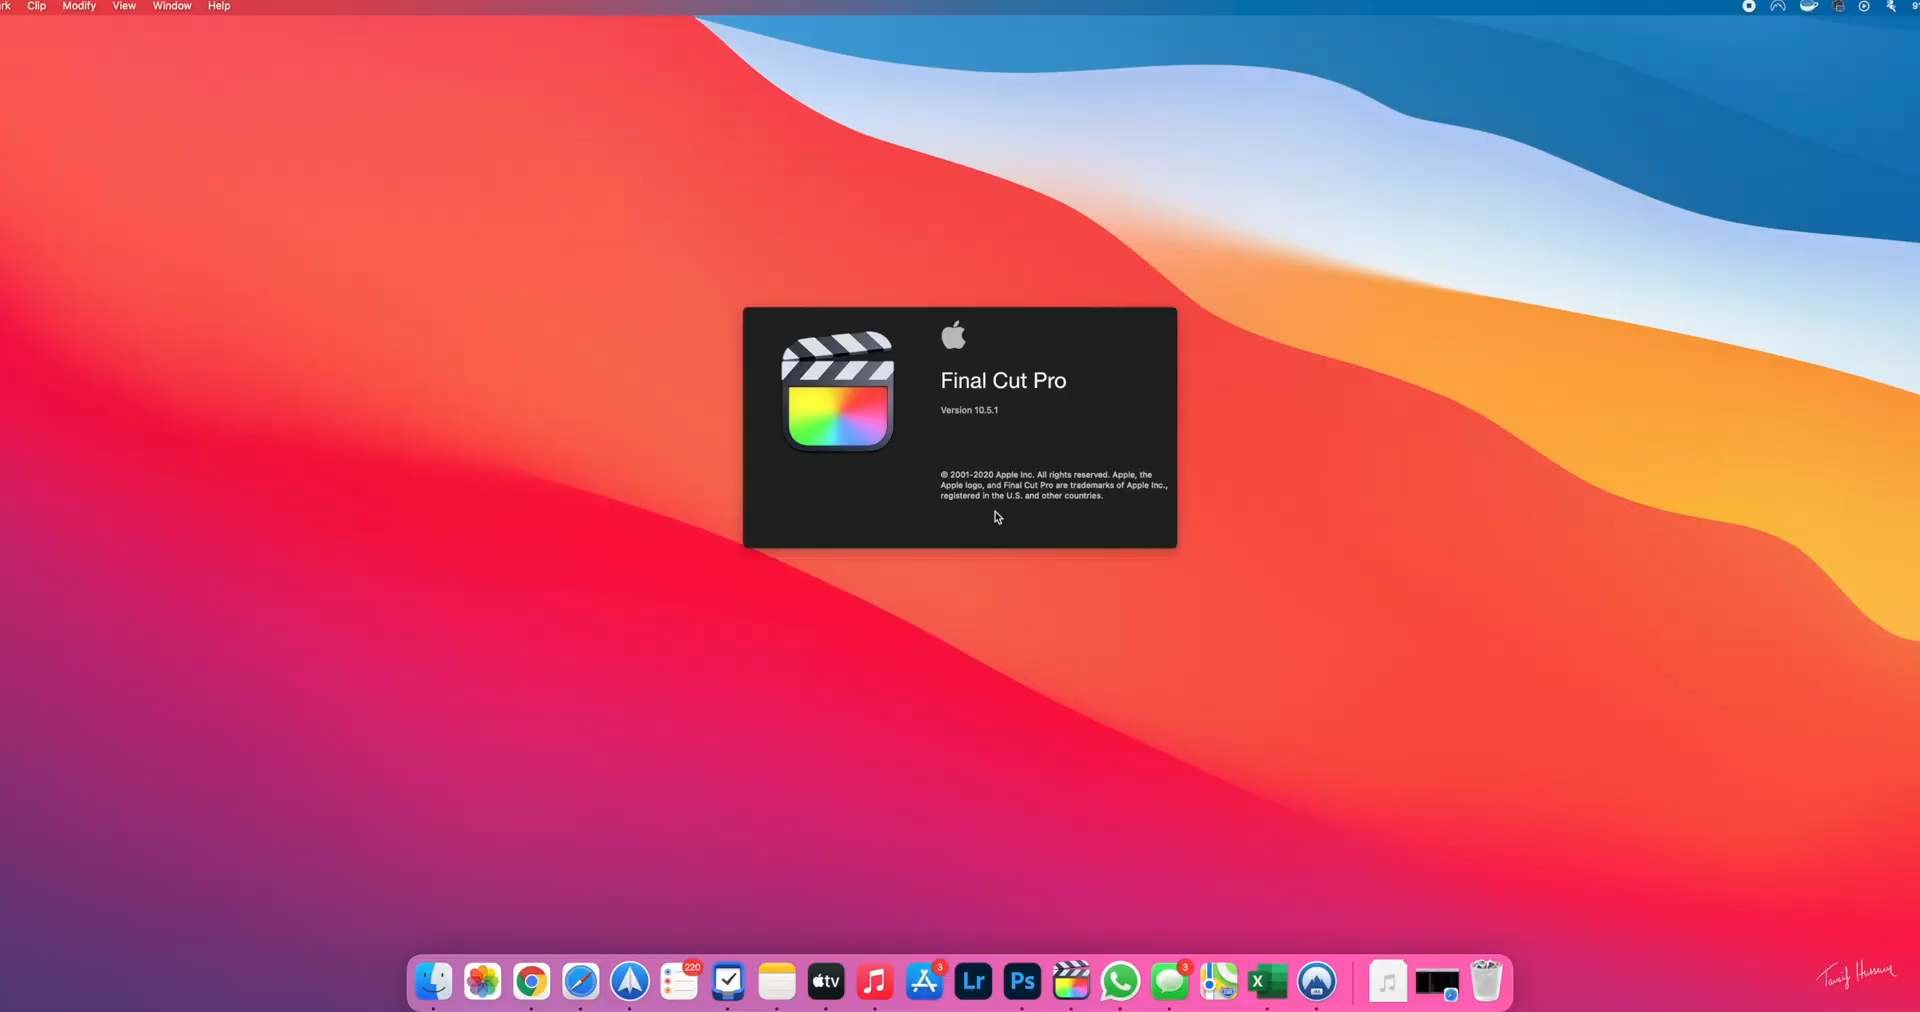 rk Clip Modify View Window Help
Final Cut Pro
Version 10.5.1
© 2001-2020 Apple Inc. All rights reserved. Apple, the
Apple logo, and Final Cut Pro are trademarks of Apple Inc.,
registered in the U.S. and other countries.
220
tv
3
Lr
Ps
3
X